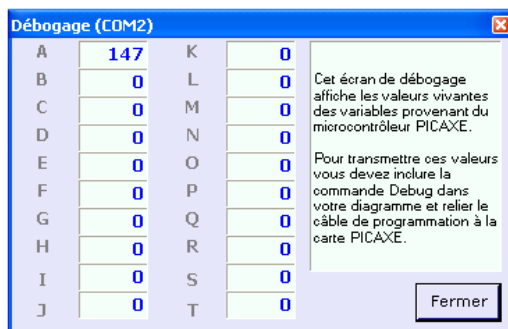 Débogage (COM2)
A 147 K 0
B 0 L 0
C 0 M 0
D 0 N 0
E 0 O 0
F 0 P 0
G 0 Q 0
H 0 R 0
I 0 S 0
J 0 T 0
Cet écran de débogage
affiche les valeurs vivantes
des variables provenant du
microcontrôleur PICAXE.
Pour transmettre ces valeurs
vous devez inclure la
commande Debug dans
votre diagramme et relier le
câble de programmation à la
carte PICAXE.
Fermer